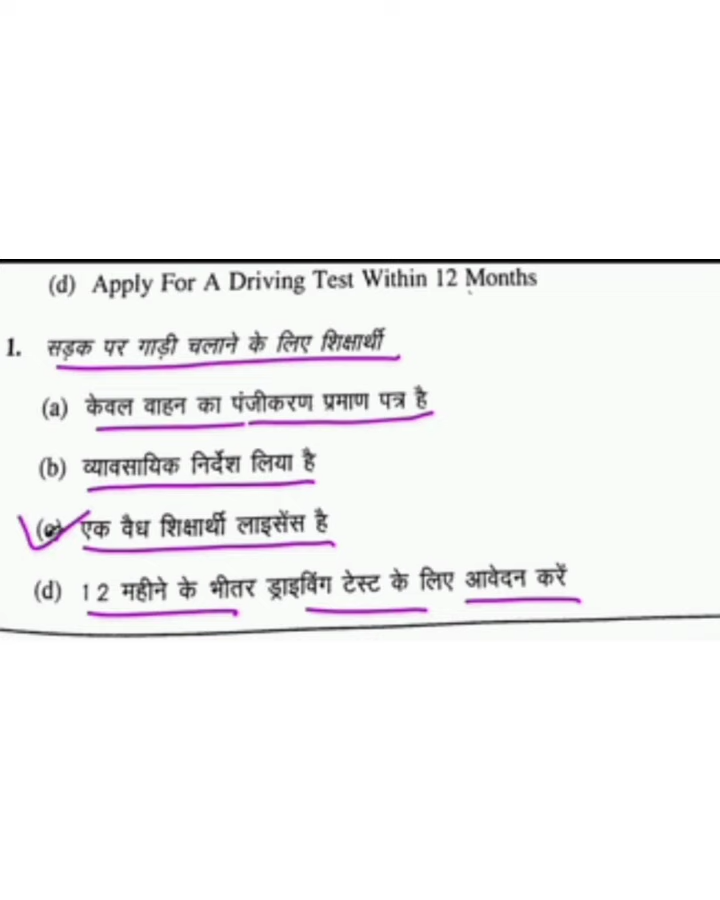 (d) Apply For A Driving Test Within 12 Months
1. सड़क पर गाड़ी चलाने के लिए शिक्षार्थी
(a) केवल वाहन का पंजीकरण प्रमाण पत्र है
(b) व्यावसायिक निर्देश लिया है
(c) एक वैध शिक्षार्थी लाइसेंस है
(d) 12 महीने के भीतर ड्राइविंग टेस्ट के लिए आवेदन करें